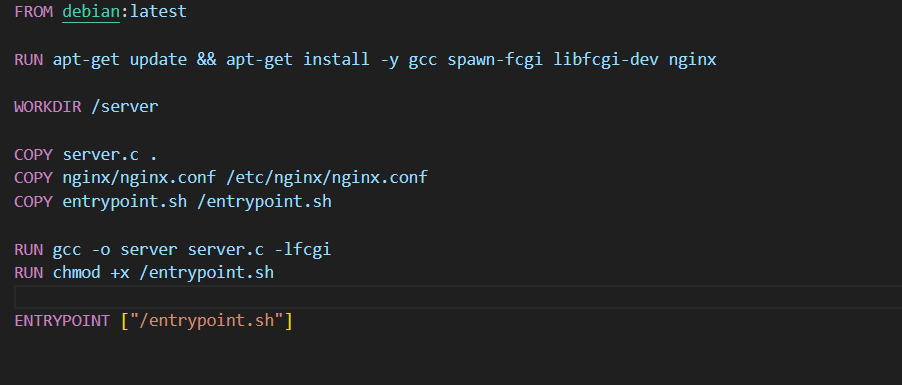 FROM debian:latest
RUN apt-get update && apt-get install -y gcc spawn-fcgi libfcgi-dev nginx
WORKDIR /server
COPY server.c .
COPY nginx/nginx.conf /etc/nginx/nginx.conf
COPY entrypoint.sh /entrypoint.sh
RUN gcc -o server server.c -lfcgi
RUN chmod +x /entrypoint.sh
ENTRYPOINT ["/entrypoint.sh"]